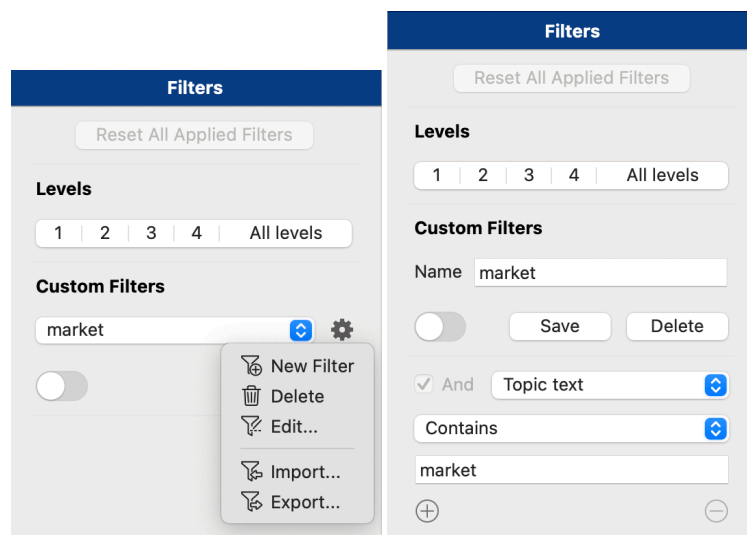 Filters
Reset All Applied Filters
Levels
1 2 3 4 All levels
Custom Filters
market
New Filter
Delete
Edit...
Import...
Export...
Filters
Reset All Applied Filters
Levels
1 2 3 4 All levels
Custom Filters
Name market
Save Delete
And Topic text
Contains
market